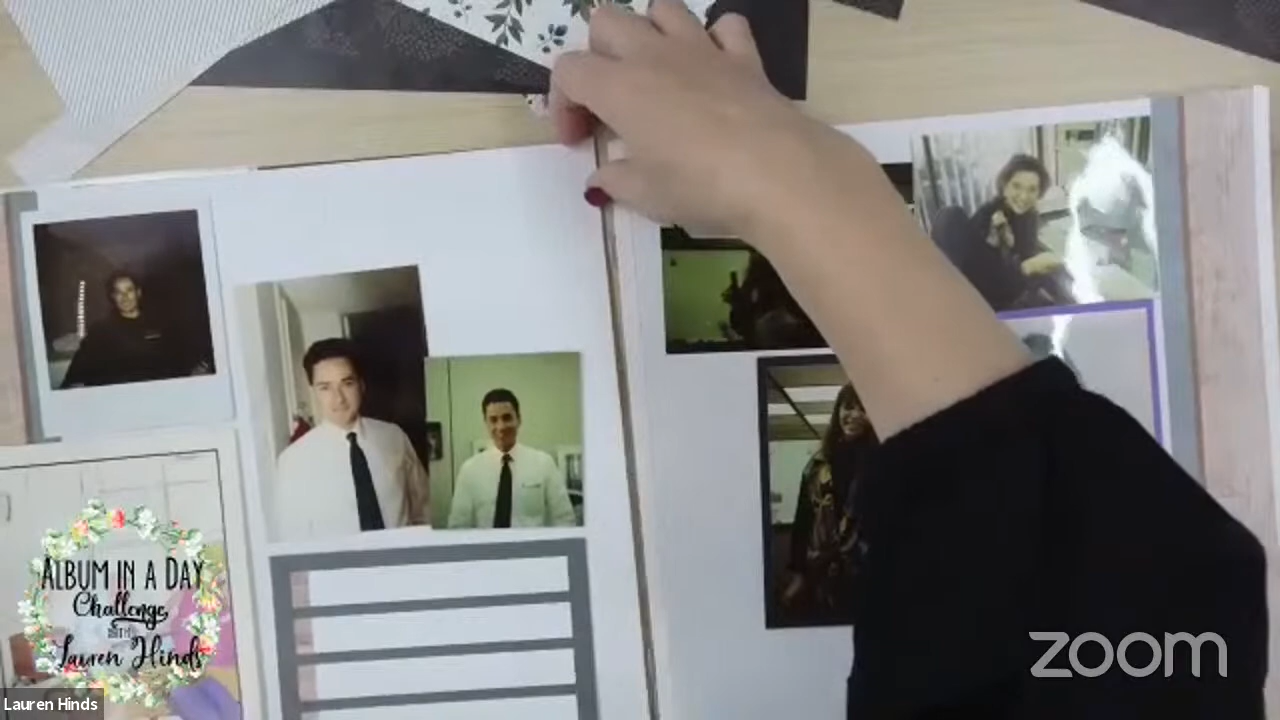 ALBUM IN A DAY
Challenge
WITH
Lauren Hinds
Lauren Hinds
zoom